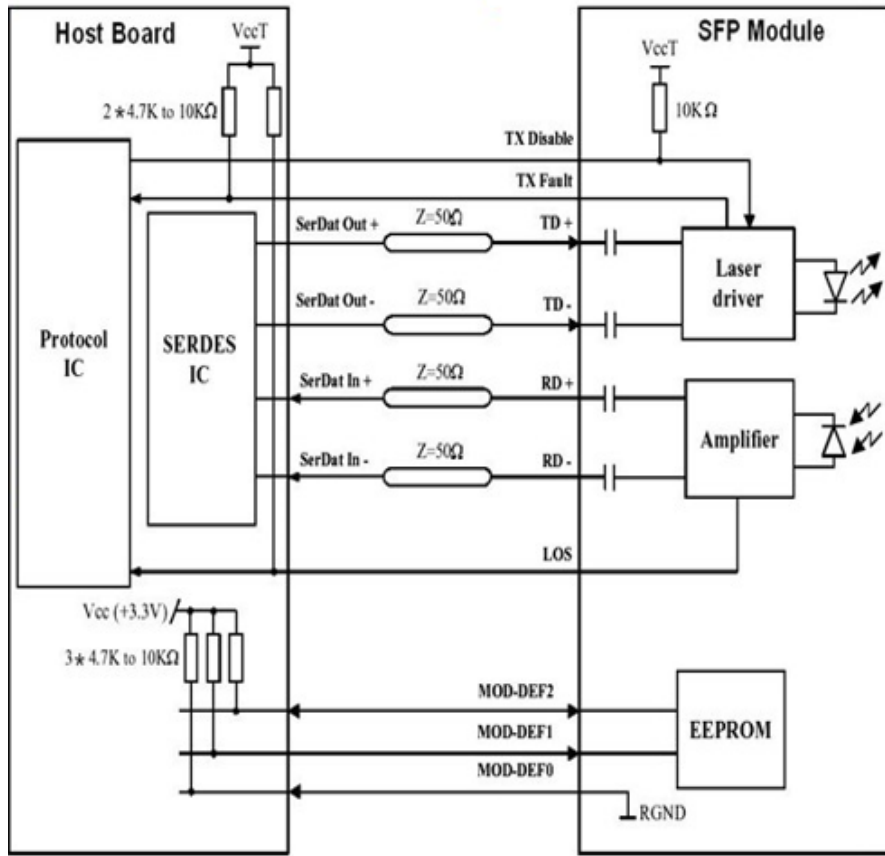 Host Board
SFP Module
VccT
VccT
2*4.7K to 10KΩ
10KΩ
TX Disable
TX Fault
SerDat Out +
Z=50Ω
TD +
Laser
driver
SerDat Out -
Z=50Ω
TD -
Protocol
IC
SERDES
IC
SerDat In +
Z=50Ω
RD +
Amplifier
SerDat In -
Z=50Ω
RD -
LOS
Vcc (+3.3V)
3*4.7K to 10KΩ
MOD-DEF2
EEPROM
MOD-DEF1
MOD-DEF0
RGND